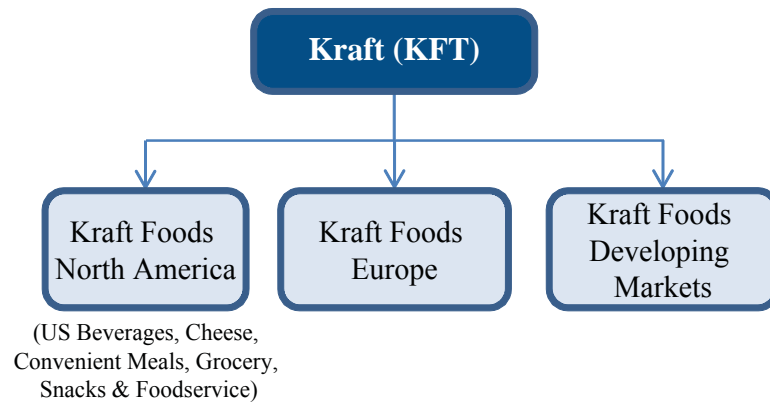 Kraft (KFT)
Kraft Foods
North America
Kraft Foods
Europe
Kraft Foods
Developing
Markets
(US Beverages, Cheese,
Convenient Meals, Grocery,
Snacks & Foodservice)